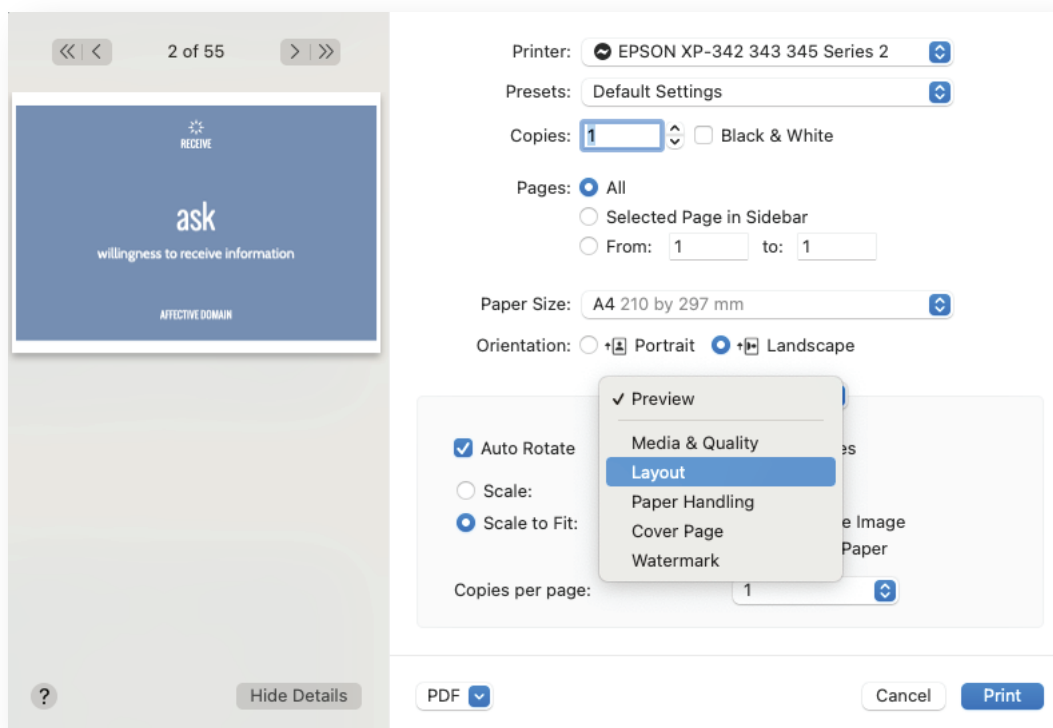 2 of 55
RECEIVE
ask
willingness to receive information
AFFECTIVE DOMAIN
? Hide Details
Printer: EPSON XP-342 343 345 Series 2
Presets: Default Settings
Copies: 1 Black & White
Pages: All
Selected Page in Sidebar
From: 1 to: 1
Paper Size: A4 210 by 297 mm
Orientation: Portrait Landscape
✓ Preview
Media & Quality
Layout
Paper Handling
Cover Page
Watermark
Auto Rotate
Scale:
Scale to Fit: Image
Paper
Copies per page: 1
PDF Cancel Print